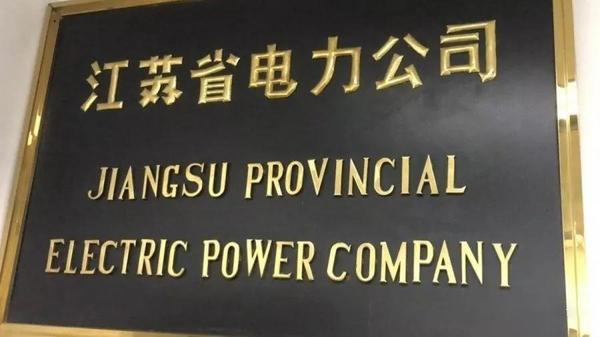 江苏省电力公司
JIANGSU PROVINCIAL
ELECTRIC POWER COMPANY